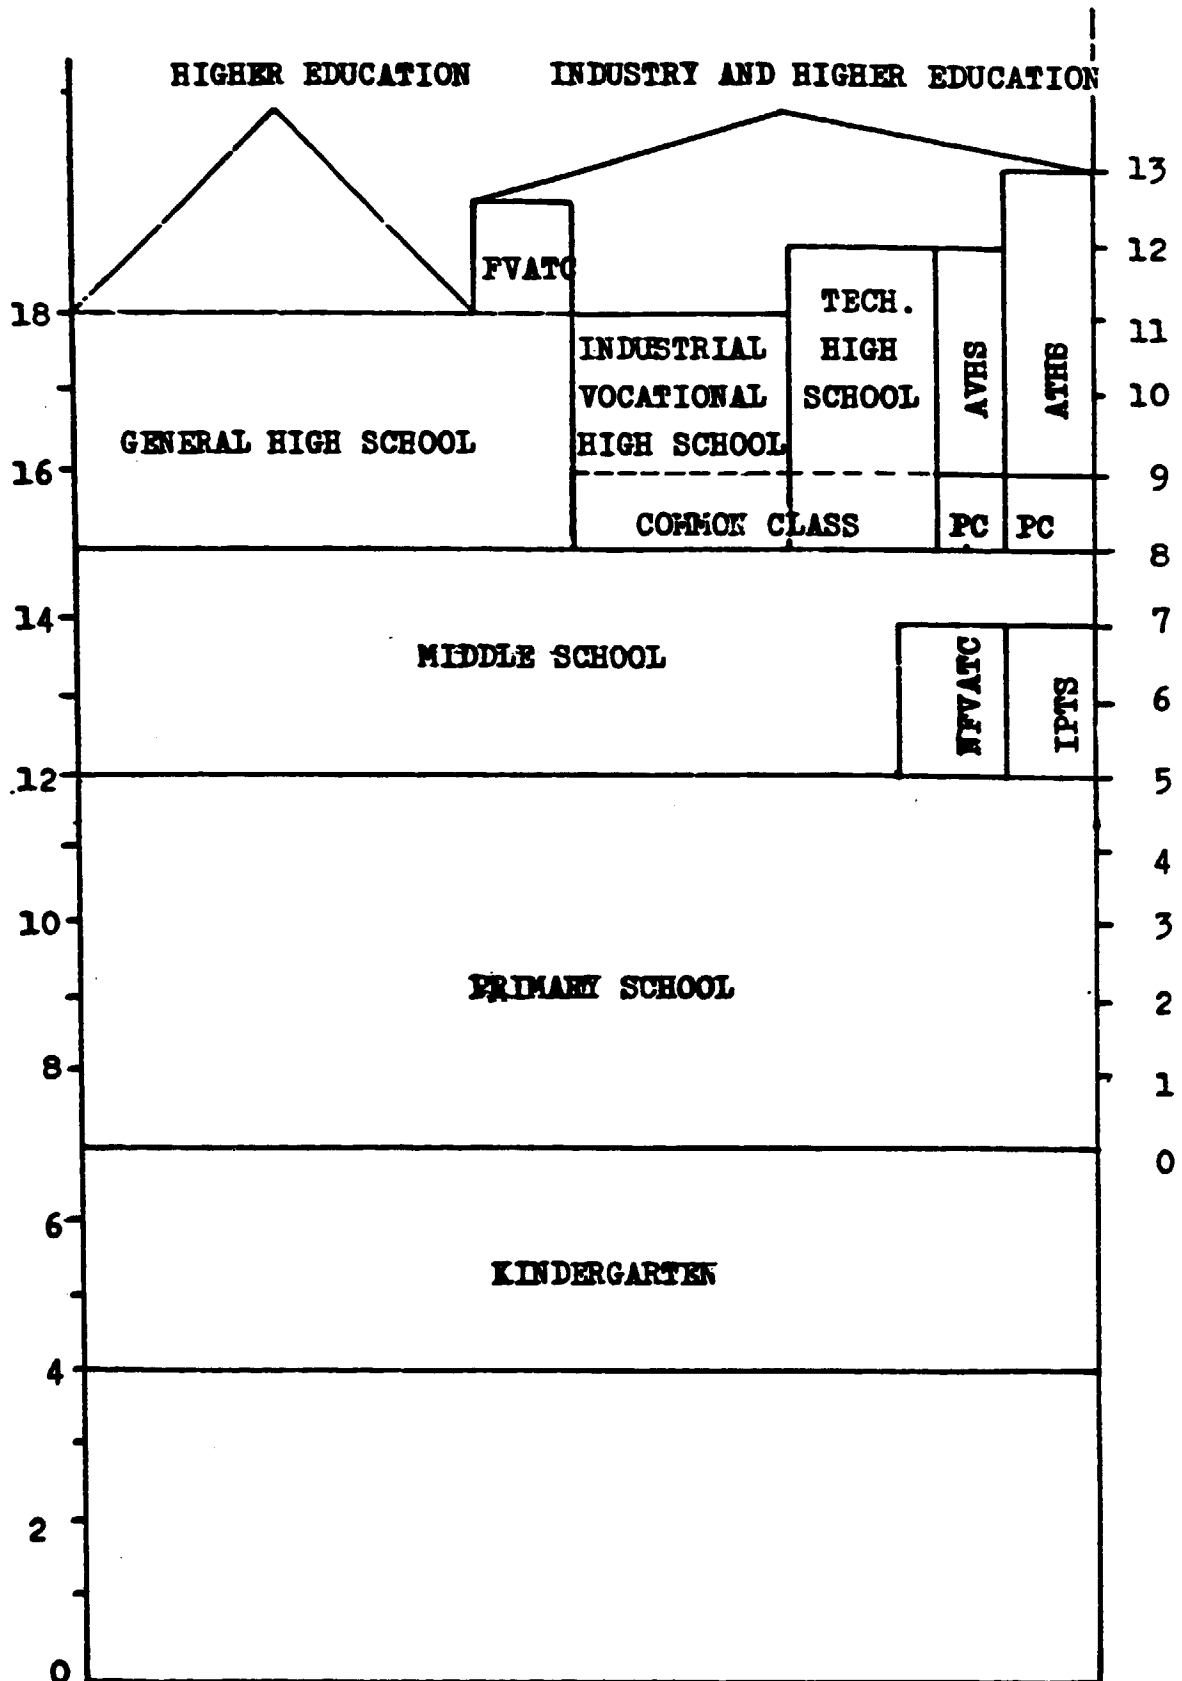 HIGHER EDUCATION
INDUSTRY AND HIGHER EDUCATION
13
FVATC
12
TECH.
HIGH
SCHOOL
18
11
INDUSTRIAL
VOCATIONAL
HIGH SCHOOL
AVHS
ATHS
10
GENERAL HIGH SCHOOL
16
9
COMMON CLASS
PC
PC
8
14
7
MIDDLE SCHOOL
NFVATC
IPTS
6
12
5
4
10
3
PRIMARY SCHOOL
2
8
1
0
6
KINDERGARTEN
4
2
0